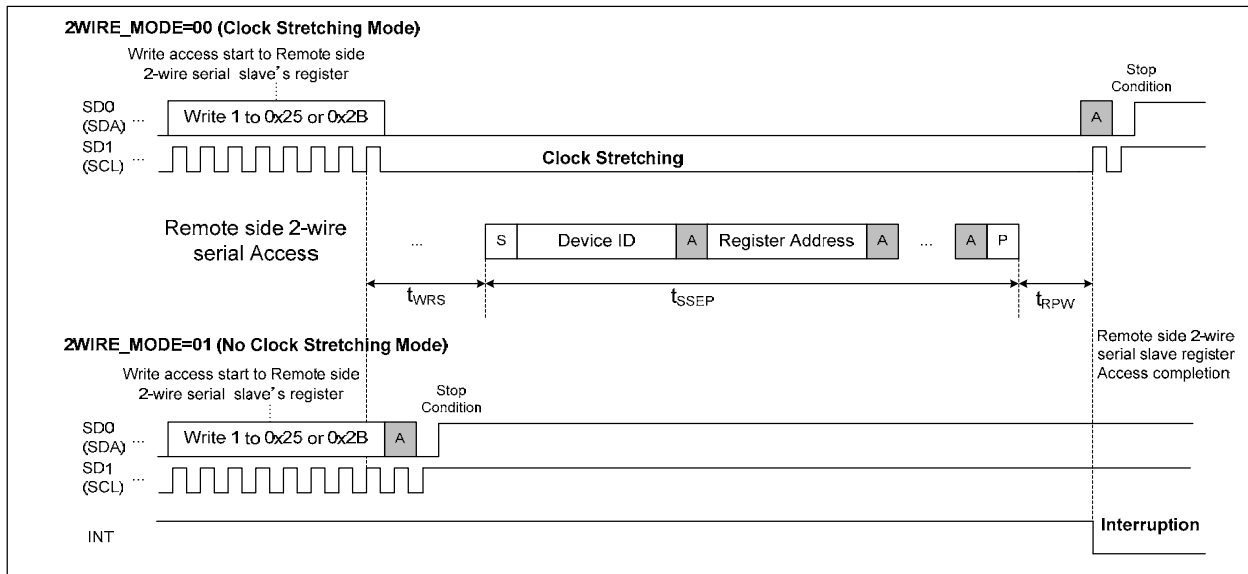 2WIRE_MODE=00 (Clock Stretching Mode)
Write access start to Remote side
2-wire serial slave's register
Stop
Condition
SD0
(SDA) ...
Write 1 to 0x25 or 0x2B
A
SD1
(SCL) ...
Clock Stretching
Remote side 2-wire
serial Access
...
S
Device ID
A
Register Address
A
...
A
P
tWRS
tSSEP
tRPW
2WIRE_MODE=01 (No Clock Stretching Mode)
Remote side 2-wire
serial slave register
Access completion
Write access start to Remote side
2-wire serial slave's register
Stop
Condition
SD0
(SDA) ...
Write 1 to 0x25 or 0x2B
A
SD1
(SCL) ...
INT
Interruption